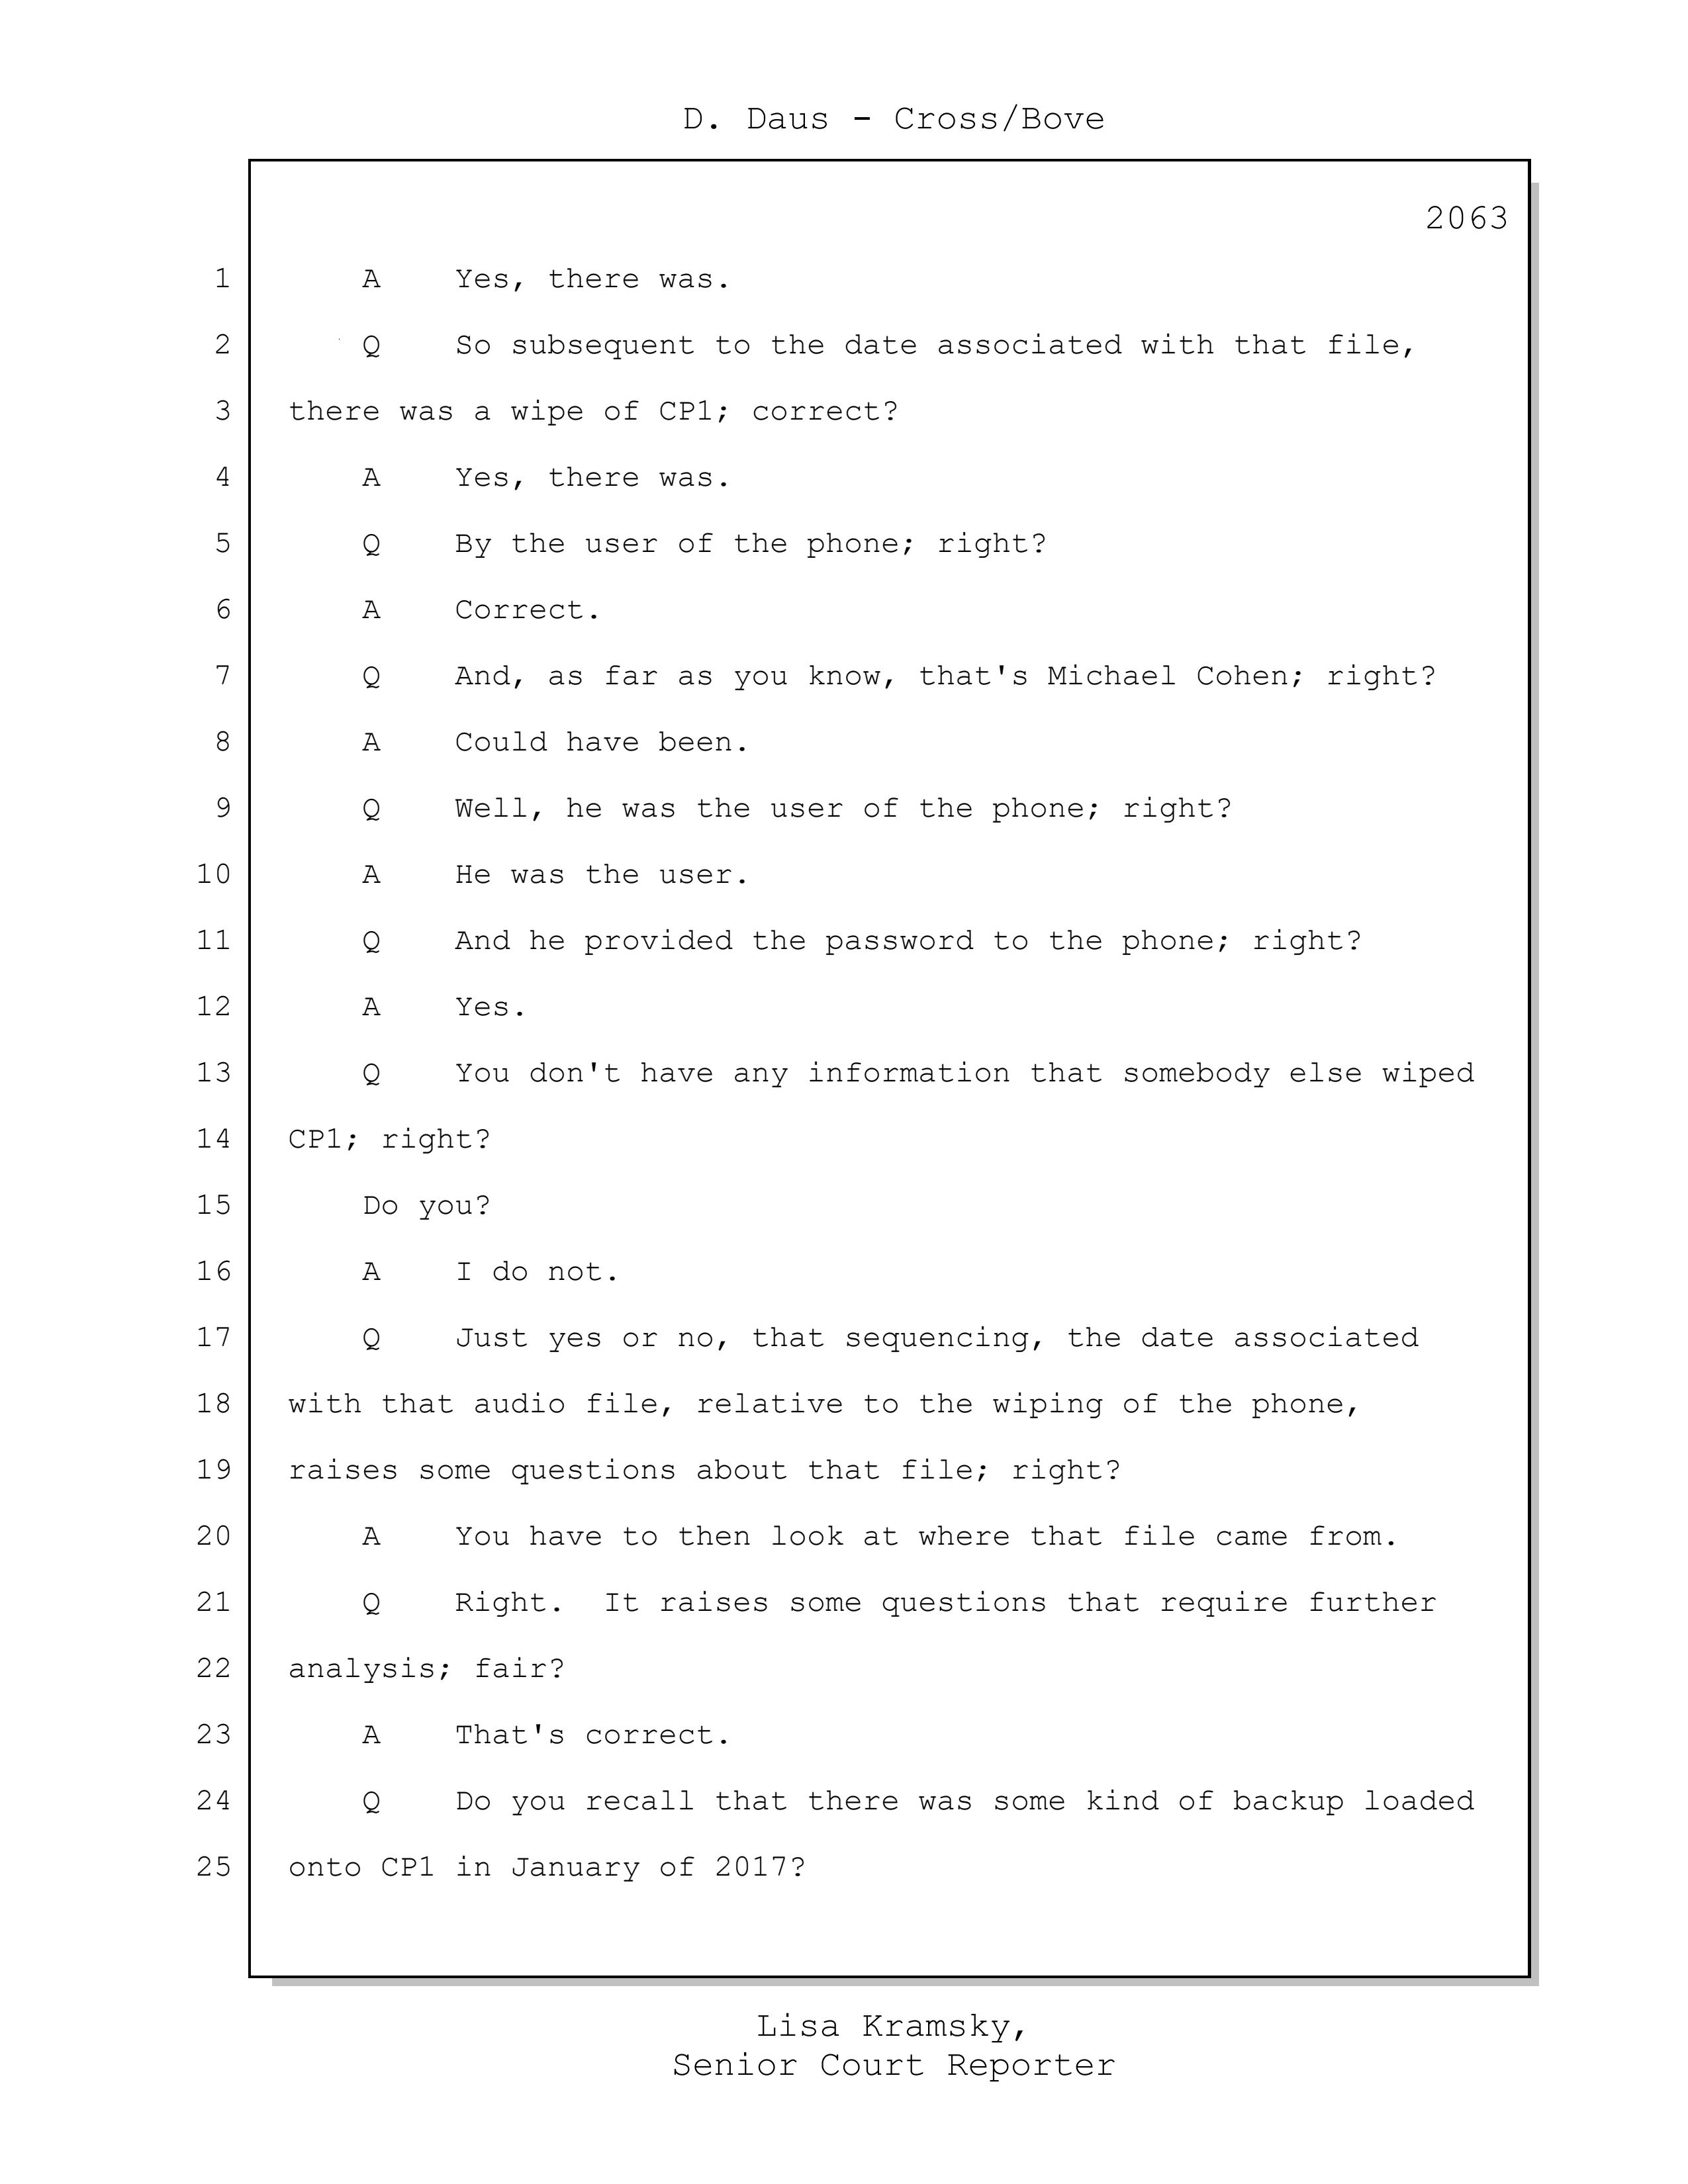 D. Daus - Cross/Bove
2063
1 A Yes, there was.
2 Q So subsequent to the date associated with that file,
3 there was a wipe of CP1; correct?
4 A Yes, there was.
5 Q By the user of the phone; right?
6 A Correct.
7 Q And, as far as you know, that's Michael Cohen; right?
8 A Could have been.
9 Q Well, he was the user of the phone; right?
10 A He was the user.
11 Q And he provided the password to the phone; right?
12 A Yes.
13 Q You don't have any information that somebody else wiped
14 CP1; right?
15 Do you?
16 A I do not.
17 Q Just yes or no, that sequencing, the date associated
18 with that audio file, relative to the wiping of the phone,
19 raises some questions about that file; right?
20 A You have to then look at where that file came from.
21 Q Right. It raises some questions that require further
22 analysis; fair?
23 A That's correct.
24 Q Do you recall that there was some kind of backup loaded
25 onto CP1 in January of 2017?
Lisa Kramsky,
Senior Court Reporter